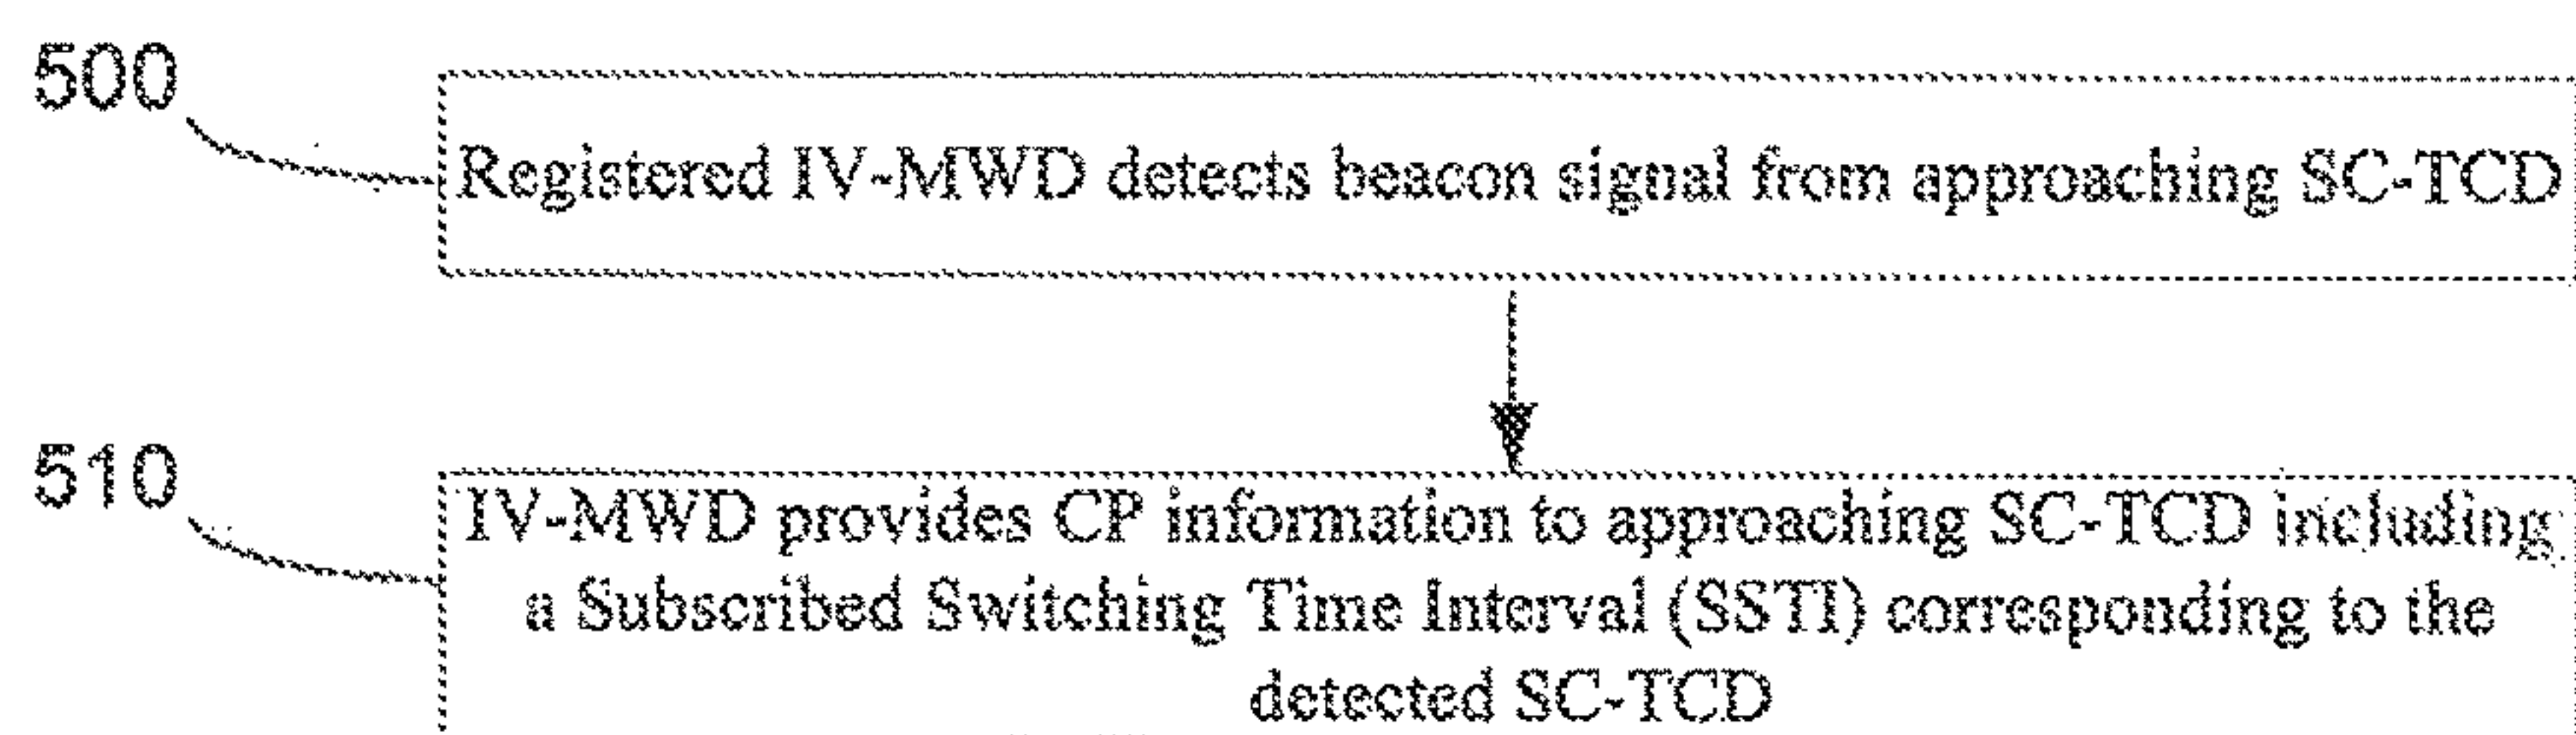 500
Registered IV-MWD detects beacon signal from approaching SC-TCD
510
IV-MWD provides CP information to approaching SC-TCD including
a Subscribed Switching Time Interval (SSTI) corresponding to the
detected SC-TCD